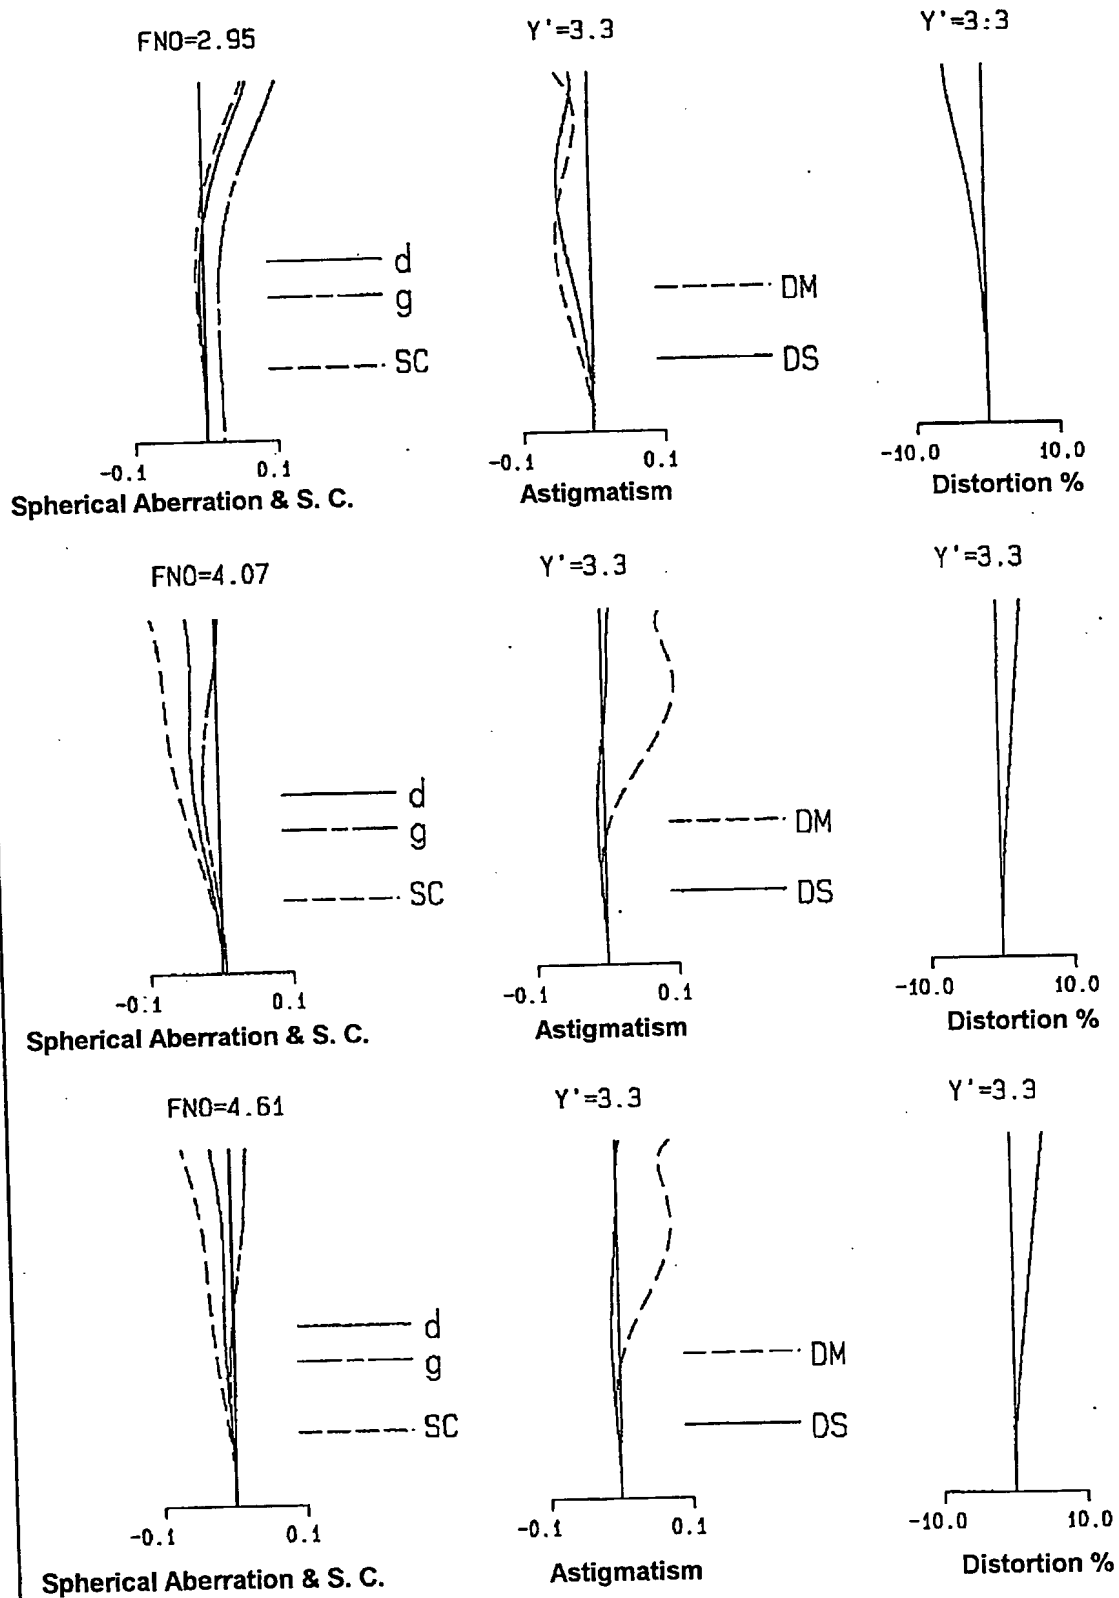 FNO=2.95
Y'=3.3
Y'=3:3
d
g
SC
DM
DS
-0.1 0.1
-0.1 0.1
-10.0 10.0
Spherical Aberration & S. C.
Astigmatism
Distortion %
FNO=4.07
Y'=3.3
Y'=3.3
d
g
SC
DM
DS
-0.1 0.1
-0.1 0.1
-10.0 10.0
Spherical Aberration & S. C.
Astigmatism
Distortion %
FNO=4.61
Y'=3.3
Y'=3.3
d
g
SC
DM
DS
-0.1 0.1
-0.1 0.1
-10.0 10.0
Spherical Aberration & S. C.
Astigmatism
Distortion %